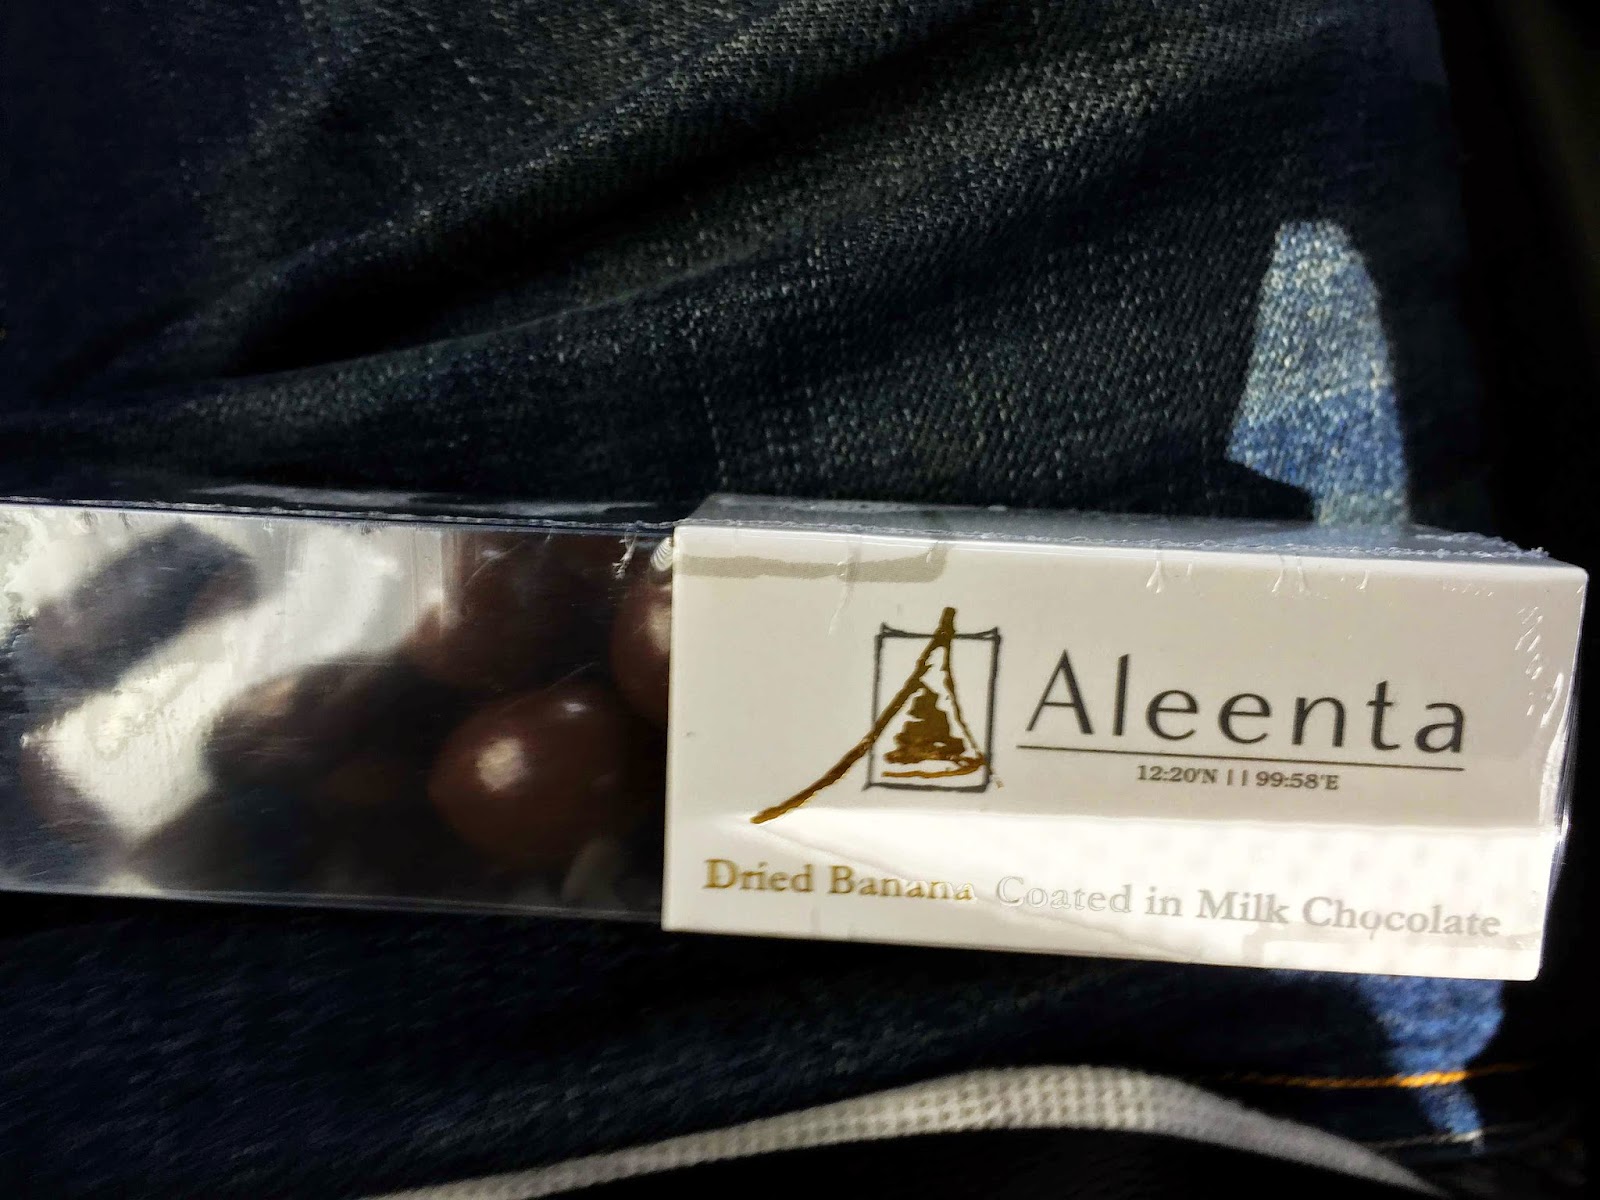 Aleenta
12:20'N || 99:58'E
Dried Banana Coated in Milk Chocolate